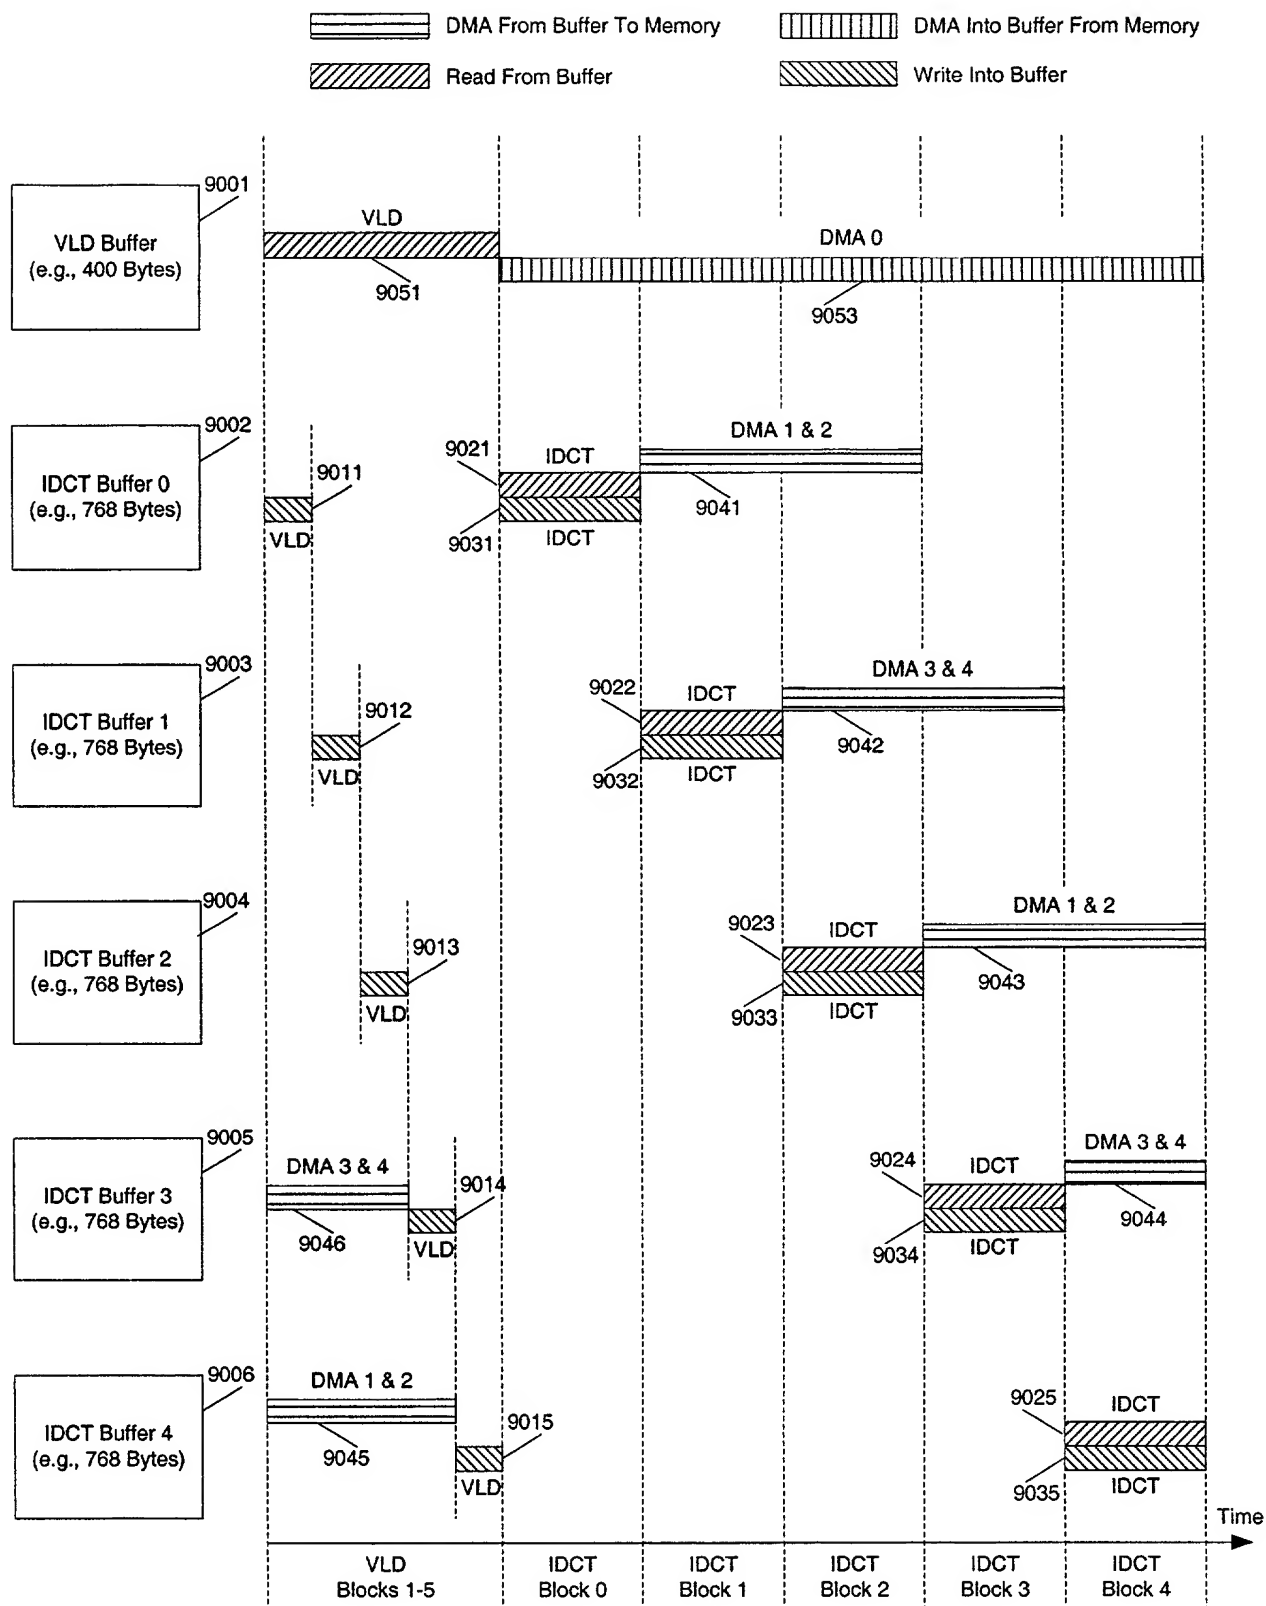 DMA From Buffer To Memory
DMA Into Buffer From Memory
Read From Buffer
Write Into Buffer
9001
VLD Buffer
(e.g., 400 Bytes)
VLD
9051
DMA 0
9053
9002
IDCT Buffer 0
(e.g., 768 Bytes)
9011
VLD
9021
IDCT
9031
IDCT
DMA 1 & 2
9041
9003
IDCT Buffer 1
(e.g., 768 Bytes)
9012
VLD
9022
IDCT
9032
IDCT
DMA 3 & 4
9042
9004
IDCT Buffer 2
(e.g., 768 Bytes)
9013
VLD
9023
IDCT
9033
IDCT
DMA 1 & 2
9043
9005
IDCT Buffer 3
(e.g., 768 Bytes)
DMA 3 & 4
9046
9014
VLD
9024
IDCT
9034
IDCT
DMA 3 & 4
9044
9006
IDCT Buffer 4
(e.g., 768 Bytes)
DMA 1 & 2
9045
9015
VLD
9025
IDCT
9035
IDCT
Time
VLD
Blocks 1-5
IDCT
Block 0
IDCT
Block 1
IDCT
Block 2
IDCT
Block 3
IDCT
Block 4